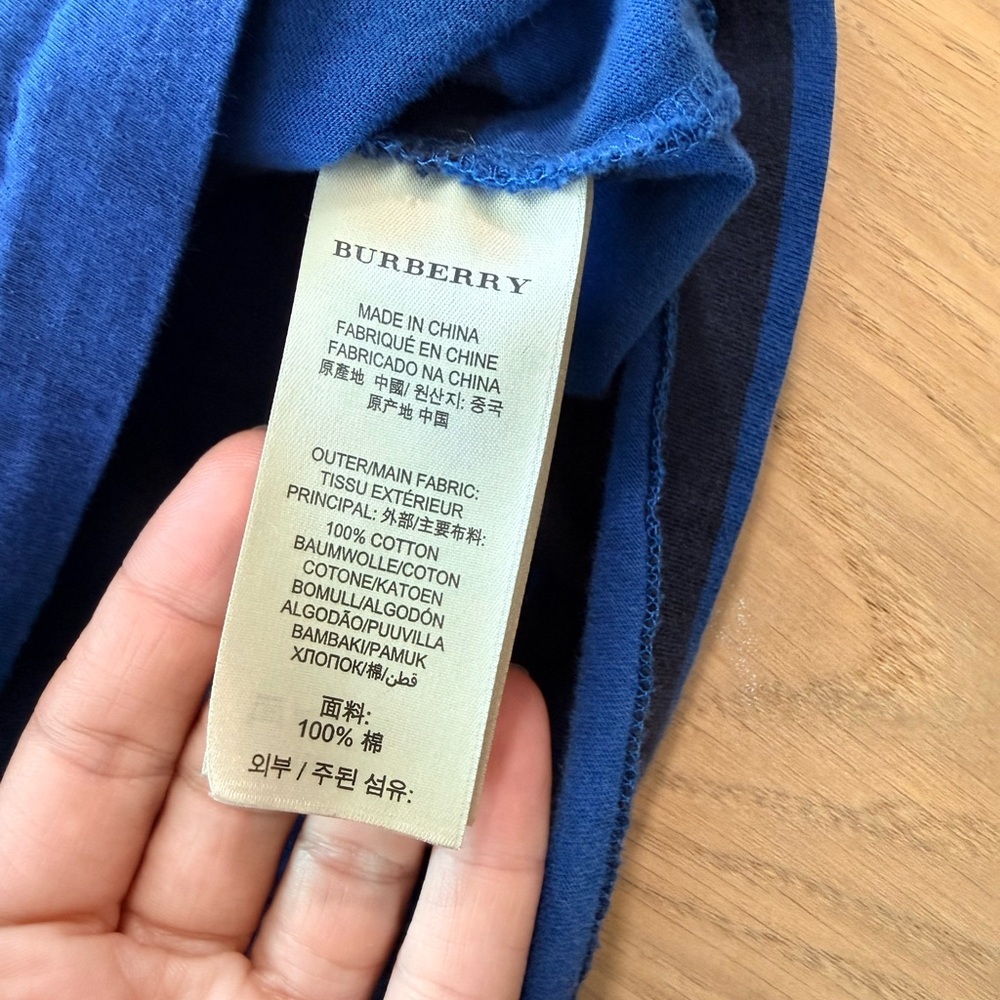 BURBERRY
MADE IN CHINA
FABRIQUÉ EN CHINE
FABRICADO NA CHINA
原產地 中國/ 원산지: 중국
原产地 中国
OUTER/MAIN FABRIC:
TISSU EXTÉRIEUR
PRINCIPAL: 外部/主要布料:
100% COTTON
BAUMWOLLE/COTON
COTONE/KATOEN
BOMULL/ALGODÓN
ALGODÃO/PUUVILLA
BAMBAKI/PAMUK
ХЛОПОК/棉/قطن
面料:
100% 棉
외부 / 주된 섬유: